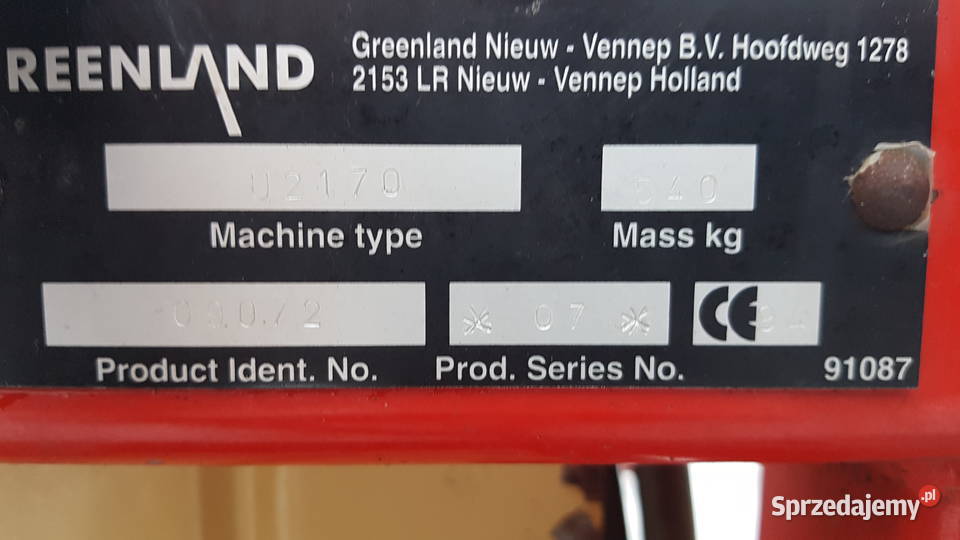 REENLAND
Greenland Nieuw - Vennep B.V. Hoofdweg 1278
2153 LR Nieuw - Vennep Holland
U2170
540
Machine type
Mass kg
* 07 *
CE
Product Ident. No.
Prod. Series No.
91087
Sprzedajemy.pl